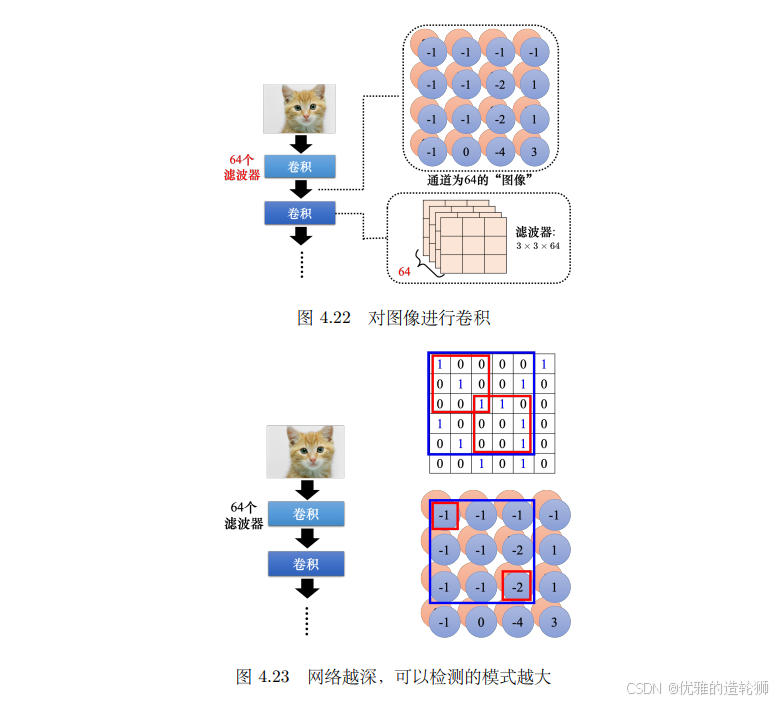 -1 -1 -1 -1
-1 -1 -2 1
-1 -1 -2 1
-1 0 -4 3
通道为64的“图像”
64个
滤波器
卷积
卷积
滤波器:
3 × 3 × 64
64
图 4.22 对图像进行卷积
1 0 0 0 0 1
0 1 0 0 1 0
0 0 1 1 0 0
1 0 0 0 1 0
0 1 0 0 1 0
0 0 1 0 1 0
64个
滤波器
卷积
卷积
-1 -1 -1 -1
-1 -1 -2 1
-1 -1 -2 1
-1 0 -4 3
图 4.23 网络越深，可以检测的模式越大
CSDN @优雅的造轮狮